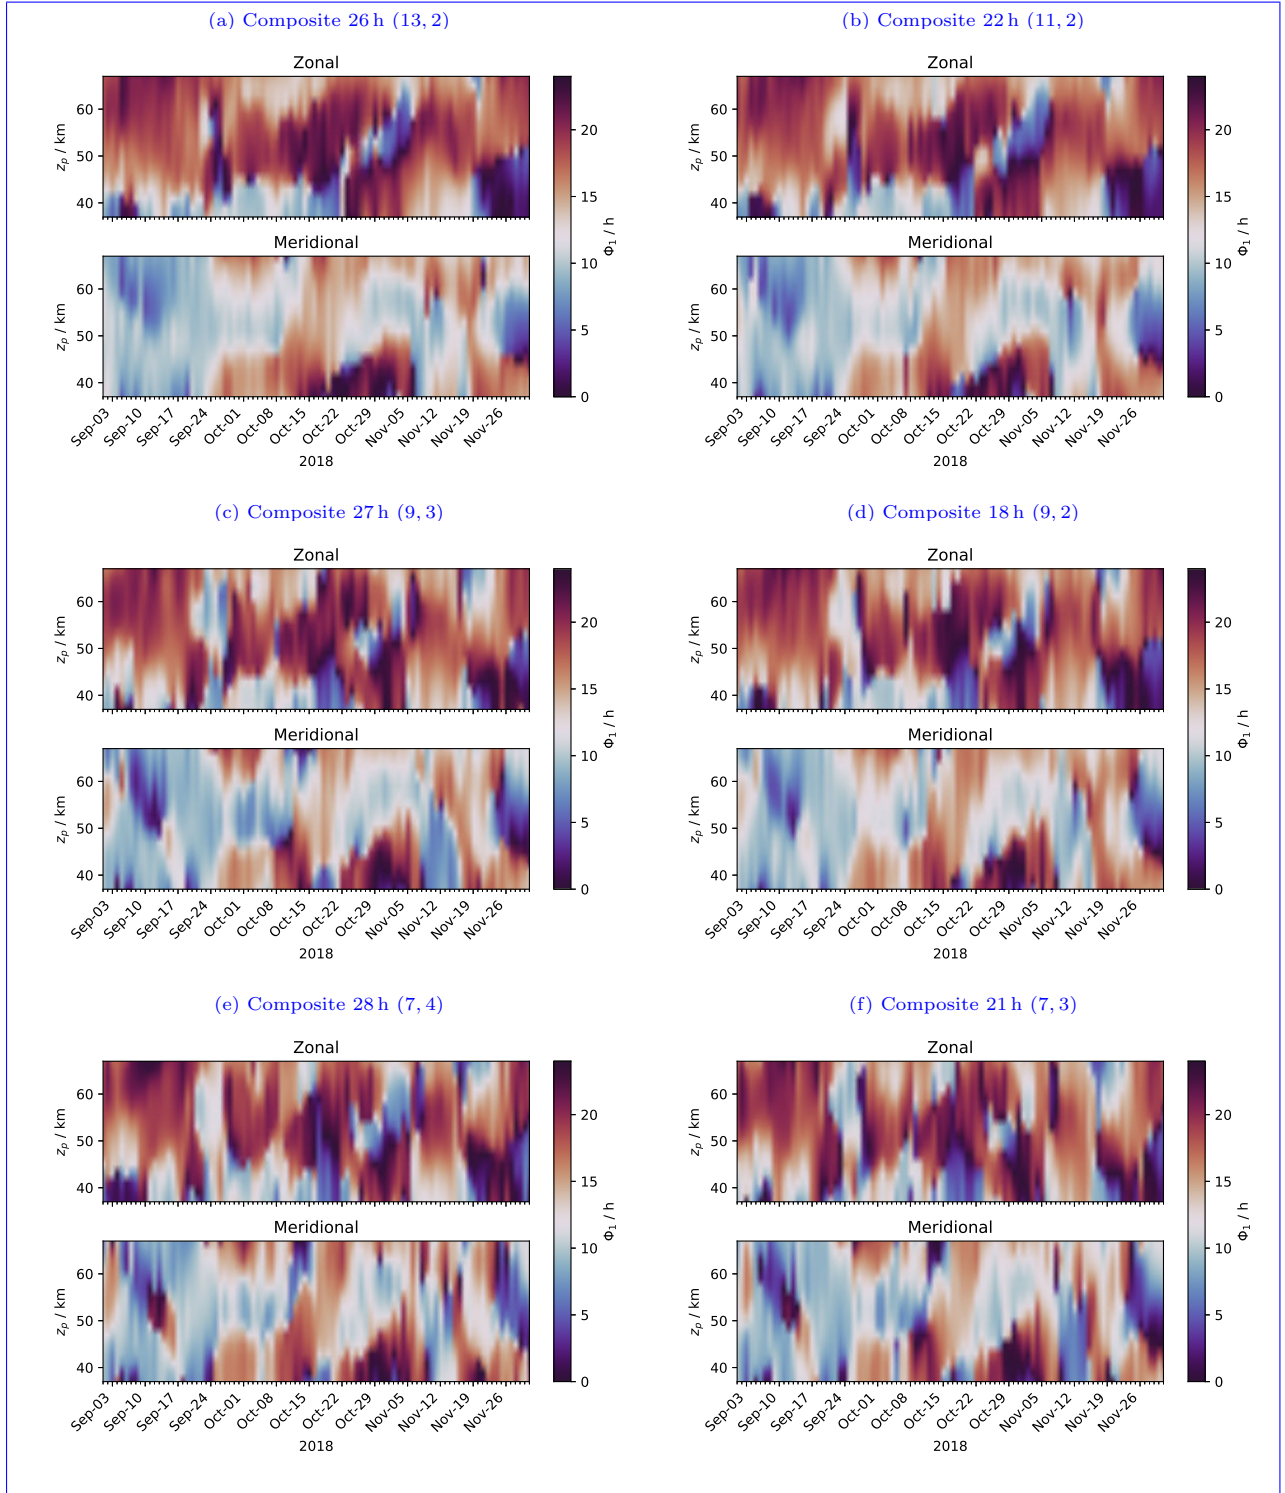 (a) Composite 26 h (13, 2)
Zonal
z_p / km
60
50
40
Meridional
z_p / km
60
50
40
Sep-03 Sep-10 Sep-17 Sep-24 Oct-01 Oct-08 Oct-15 Oct-22 Oct-29 Nov-05 Nov-12 Nov-19 Nov-26
2018
20
15
10
5
0
Φ₁ / h
(b) Composite 22 h (11, 2)
Zonal
z_p / km
60
50
40
Meridional
z_p / km
60
50
40
Sep-03 Sep-10 Sep-17 Sep-24 Oct-01 Oct-08 Oct-15 Oct-22 Oct-29 Nov-05 Nov-12 Nov-19 Nov-26
2018
20
15
10
5
0
Φ₁ / h
(c) Composite 27 h (9, 3)
Zonal
z_p / km
60
50
40
Meridional
z_p / km
60
50
40
Sep-03 Sep-10 Sep-17 Sep-24 Oct-01 Oct-08 Oct-15 Oct-22 Oct-29 Nov-05 Nov-12 Nov-19 Nov-26
2018
20
15
10
5
0
Φ₁ / h
(d) Composite 18 h (9, 2)
Zonal
z_p / km
60
50
40
Meridional
z_p / km
60
50
40
Sep-03 Sep-10 Sep-17 Sep-24 Oct-01 Oct-08 Oct-15 Oct-22 Oct-29 Nov-05 Nov-12 Nov-19 Nov-26
2018
20
15
10
5
0
Φ₁ / h
(e) Composite 28 h (7, 4)
Zonal
z_p / km
60
50
40
Meridional
z_p / km
60
50
40
Sep-03 Sep-10 Sep-17 Sep-24 Oct-01 Oct-08 Oct-15 Oct-22 Oct-29 Nov-05 Nov-12 Nov-19 Nov-26
2018
20
15
10
5
0
Φ₁ / h
(f) Composite 21 h (7, 3)
Zonal
z_p / km
60
50
40
Meridional
z_p / km
60
50
40
Sep-03 Sep-10 Sep-17 Sep-24 Oct-01 Oct-08 Oct-15 Oct-22 Oct-29 Nov-05 Nov-12 Nov-19 Nov-26
2018
20
15
10
5
0
Φ₁ / h